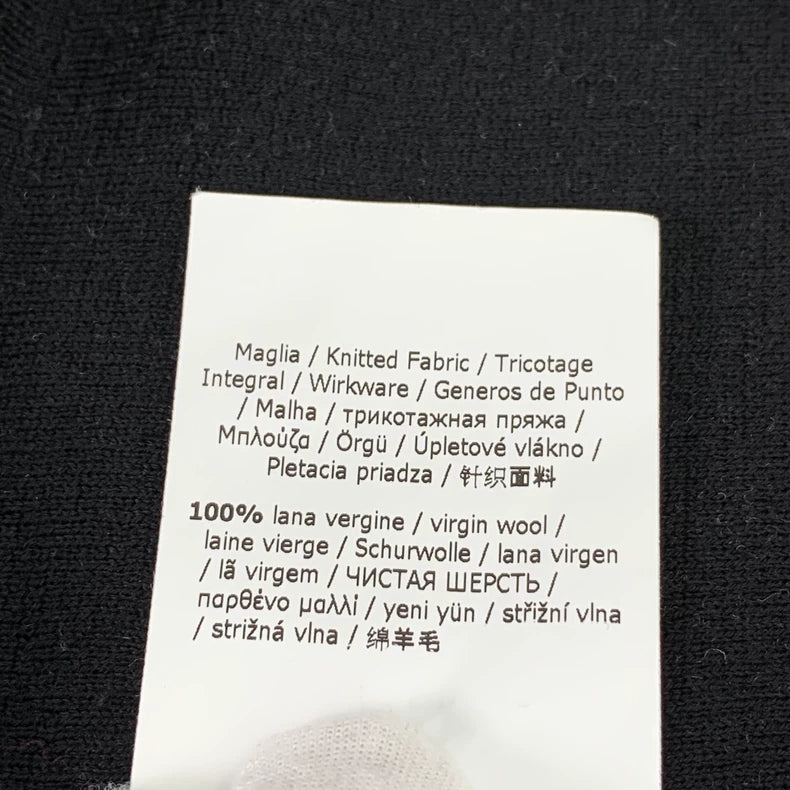 Maglia / Knitted Fabric / Tricotage
Integral / Wirkware / Generos de Punto
/ Malha / трикотажная пряжа /
Μπλούζα / Örgü / Úpletové vlákno /
Pletacia priadza / 针织面料
100% lana vergine / virgin wool /
laine vierge / Schurwolle / lana virgen
/ lã virgem / ЧИСТАЯ ШЕРСТЬ /
παρθένο μαλλί / yeni yün / střižní vlna
/ strižná vlna / 绵羊毛